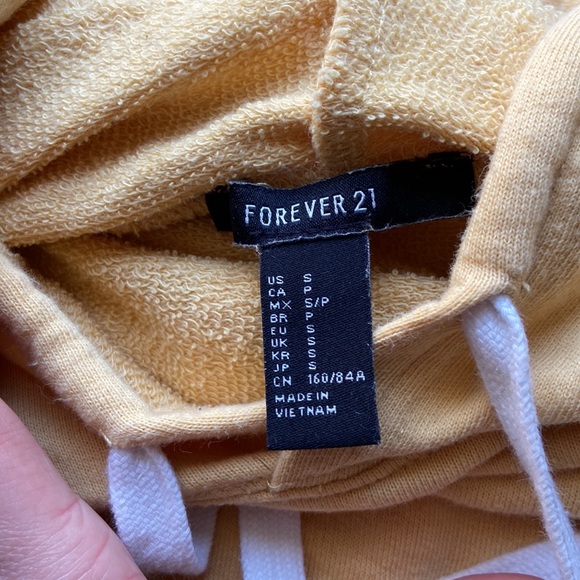 FOREVER 21
US S
CA P
MX S/P
BR P
EU S
UK S
KR S
JP S
CN 160/84A
MADE IN
VIETNAM